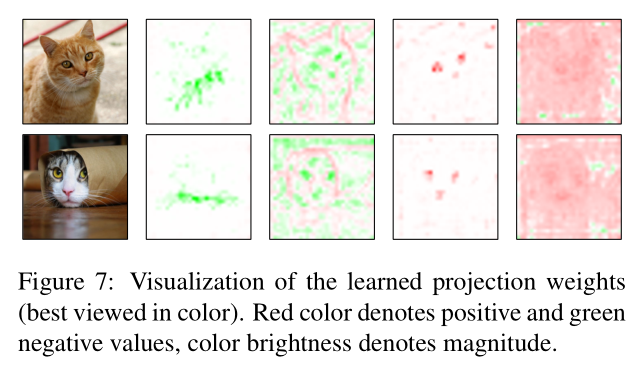 Figure 7: Visualization of the learned projection weights
(best viewed in color). Red color denotes positive and green
negative values, color brightness denotes magnitude.